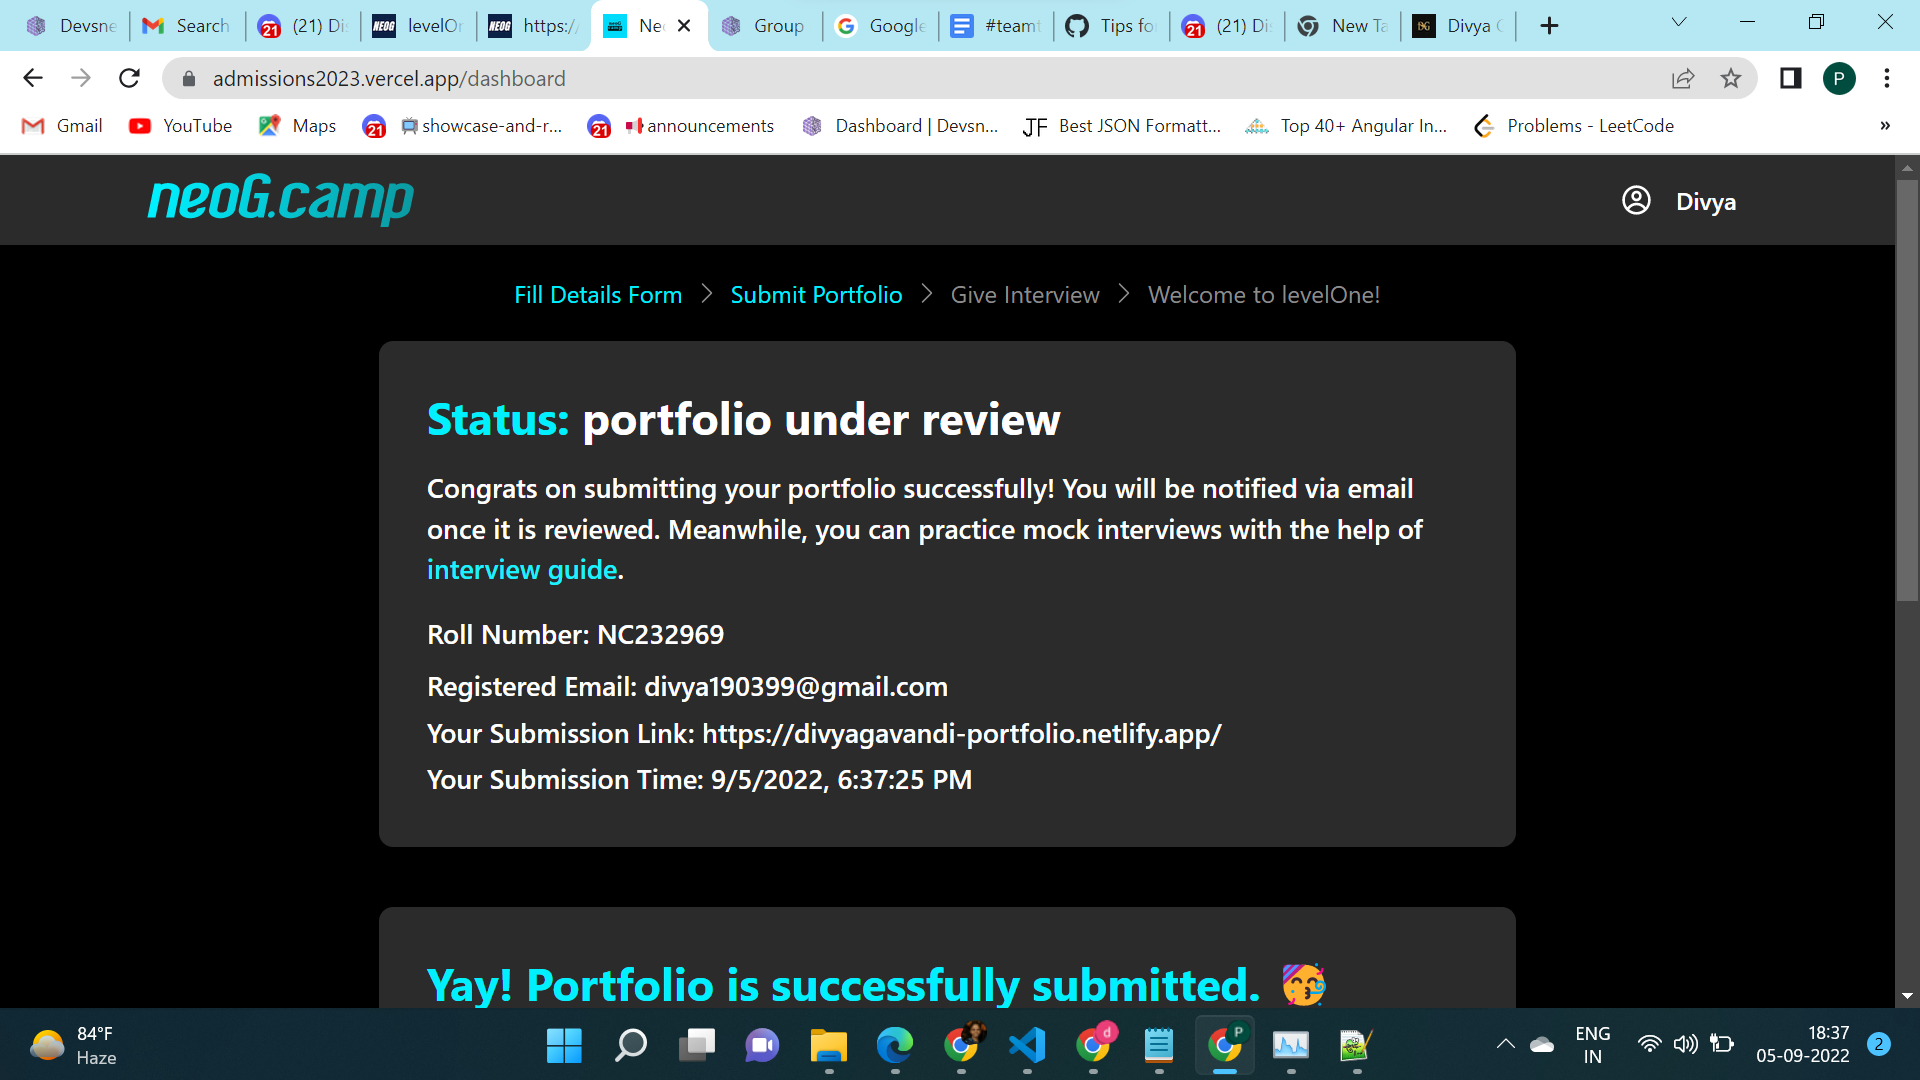 Devsne
Search
(21) Di
levelOr
https:/
Nec
Group
Google
#teamt
Tips fo
(21) Di
New Ta
Divya G
admissions2023.vercel.app/dashboard
P
Gmail
YouTube
Maps
showcase-and-r...
announcements
Dashboard | Devsn...
JF Best JSON Formatt...
Top 40+ Angular In...
Problems - LeetCode
»
neoG.camp
Divya
Fill Details Form > Submit Portfolio > Give Interview > Welcome to levelOne!
Status: portfolio under review
Congrats on submitting your portfolio successfully! You will be notified via email
once it is reviewed. Meanwhile, you can practice mock interviews with the help of
interview guide.
Roll Number: NC232969
Registered Email: divya190399@gmail.com
Your Submission Link: https://divyagavandi-portfolio.netlify.app/
Your Submission Time: 9/5/2022, 6:37:25 PM
Yay! Portfolio is successfully submitted. 🥳
84°F
Haze
ENG
IN
18:37
05-09-2022
2